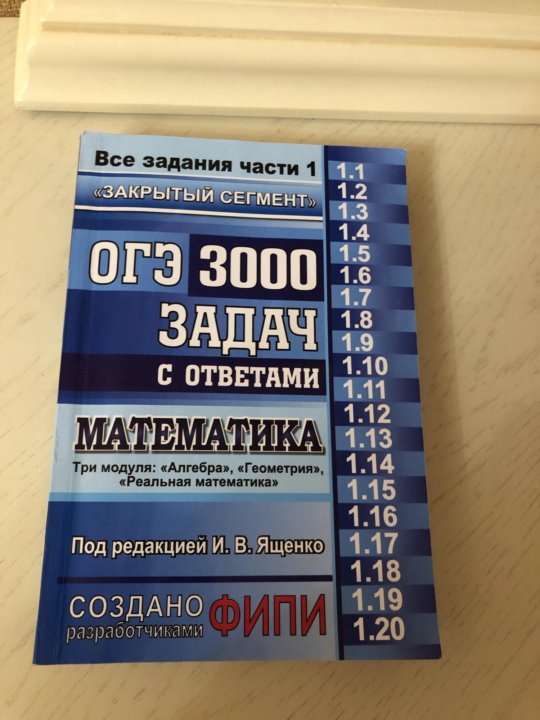 Все задания части 1
«ЗАКРЫТЫЙ СЕГМЕНТ»
ОГЭ 3000
ЗАДАЧ
С ОТВЕТАМИ
МАТЕМАТИКА
Три модуля: «Алгебра», «Геометрия»,
«Реальная математика»
Под редакцией И. В. Ященко
СОЗДАНО
разработчиками
ФИПИ
1.1
1.2
1.3
1.4
1.5
1.6
1.7
1.8
1.9
1.10
1.11
1.12
1.13
1.14
1.15
1.16
1.17
1.18
1.19
1.20